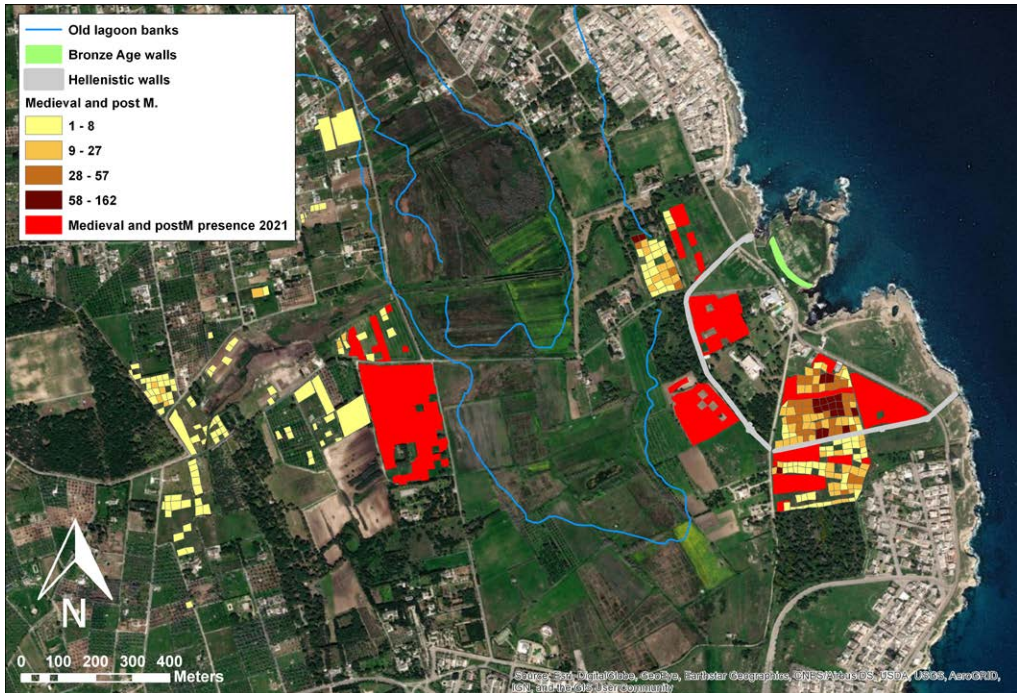 Old lagoon banks
Bronze Age walls
Hellenistic walls
Medieval and post M.
1 - 8
9 - 27
28 - 57
58 - 162
Medieval and postM presence 2021
N
0 100 200 300 400
Meters
Source: Esri, DigitalGlobe, GeoEye, Earthstar Geographics, CNES/Airbus DS, USDA, USGS, AeroGRID,
IGN, and the GIS User Community